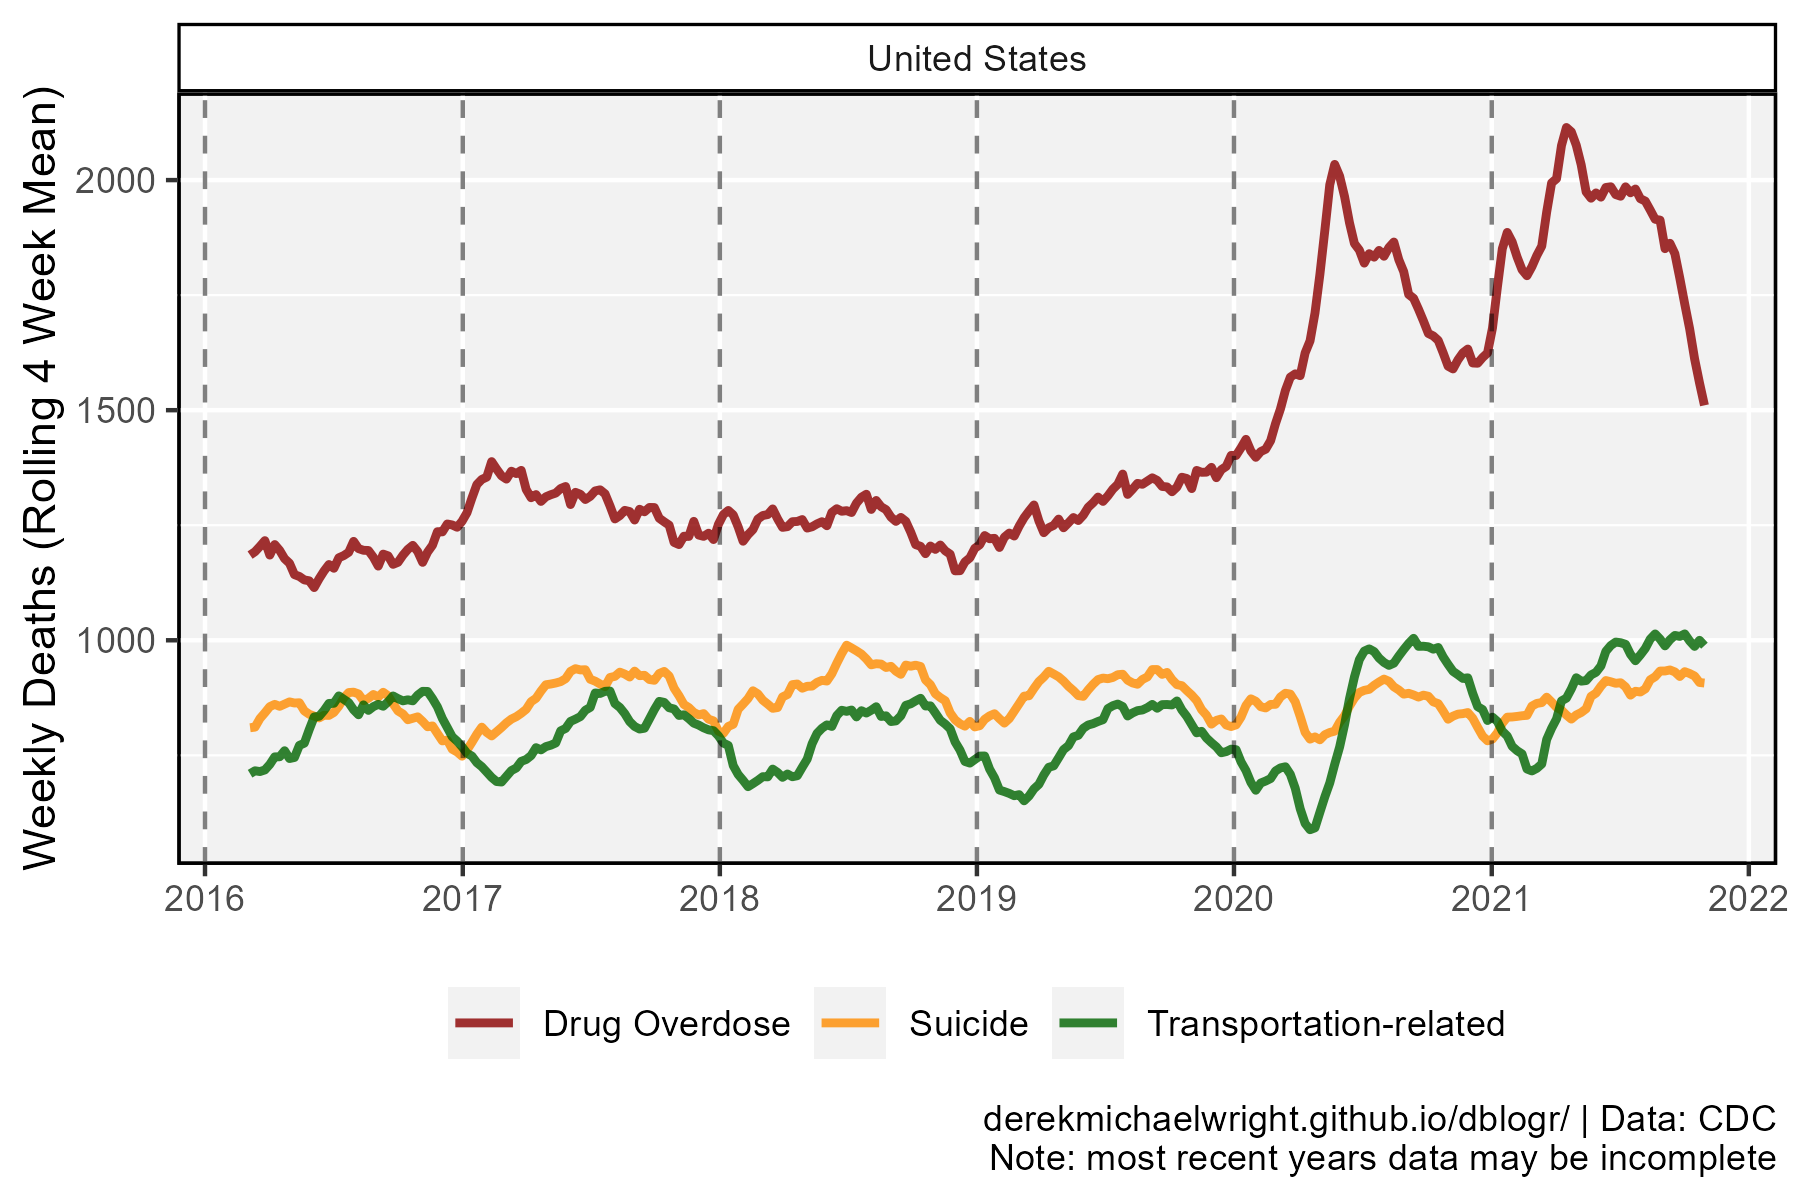 United States
Weekly Deaths (Rolling 4 Week Mean)
2000
1500
1000
2016 2017 2018 2019 2020 2021 2022
Drug Overdose Suicide Transportation-related
derekmichaelwright.github.io/dblogr/ | Data: CDC
Note: most recent years data may be incomplete